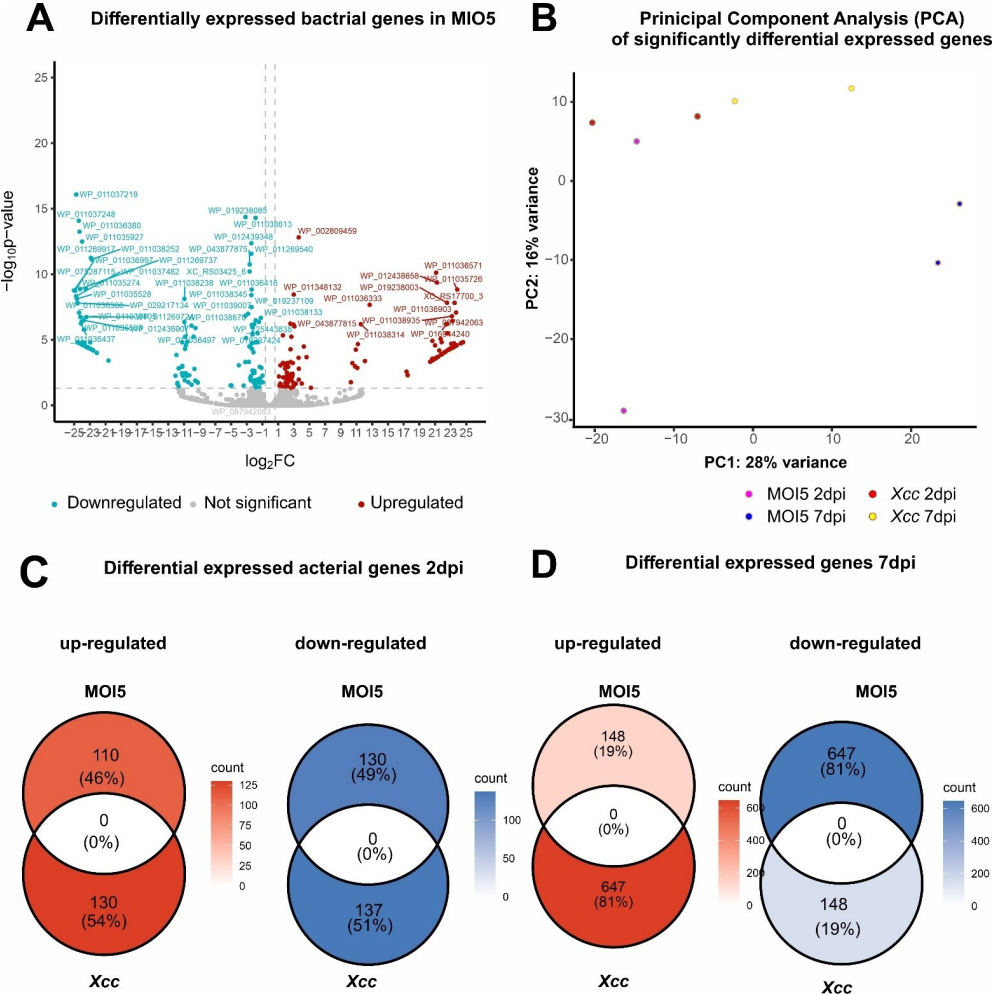 A
Differentially expressed bactrial genes in MIO5
25
20
15
10
5
0
−log10p−value
WP_011037219
WP_011037248
WP_011036380
WP_011035927
WP_011269917
WP_011038252
WP_011036997
WP_011269737
WP_011037482
WP_011035274
WP_011038238
WP_011035528
WP_029217134
WP_011038345
WP_011036437
WP_011036497
WP_019238085
WP_011038613
WP_012439348
WP_043877875
WP_011269540
XC_RS03425_6
WP_011036416
WP_011039007
WP_019237109
WP_011038133
WP_002809459
WP_011348132
WP_011036333
WP_043877815
WP_011038314
WP_011038935
WP_011036571
WP_012438658
WP_011035726
WP_019238003
XC_RS17700_3
WP_011036903
WP_087942063
−25−23−21−19−17−15−13−11−9 −7 −5 −3 −1 1 3 5 7 9 11 13 15 17 19 21 23 25
log2FC
Downregulated
Not significant
Upregulated
B
Prinicipal Component Analysis (PCA)
of significantly differential expressed genes
10
0
−10
−20
−30
PC2: 16% variance
−20 −10 0 10 20
PC1: 28% variance
MOI5 2dpi
Xcc 2dpi
MOI5 7dpi
Xcc 7dpi
C
Differential expressed acterial genes 2dpi
up-regulated
down-regulated
MOI5
MOI5
110
(46%)
0
(0%)
130
(54%)
Xcc
count
125
100
75
50
25
0
130
(49%)
0
(0%)
137
(51%)
count
100
50
0
D
Differential expressed genes 7dpi
up-regulated
down-regulated
MOI5
MOI5
148
(19%)
0
(0%)
647
(81%)
Xcc
count
600
400
200
0
647
(81%)
0
(0%)
148
(19%)
Xcc
count
600
400
200
0